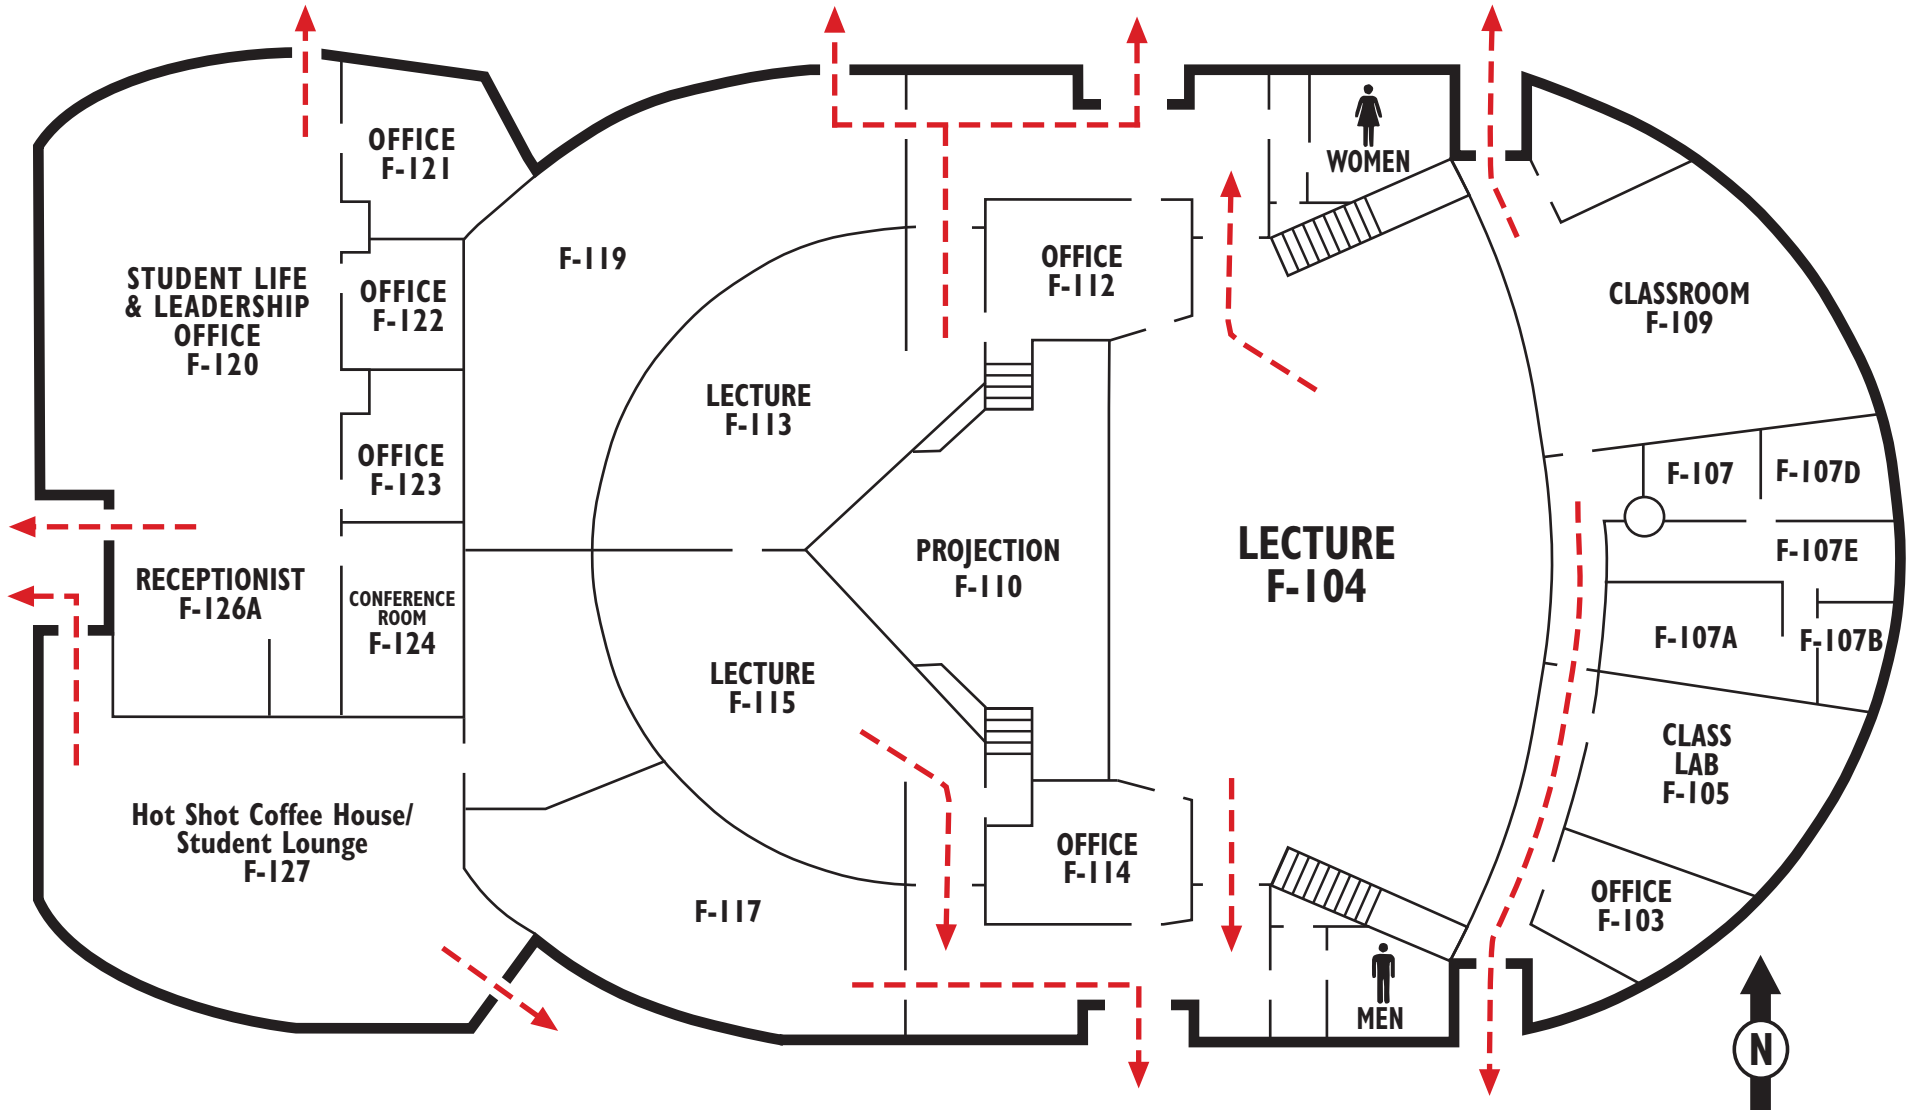 OFFICE
F-121
WOMEN
F-119
STUDENT LIFE
& LEADERSHIP
OFFICE
F-120
OFFICE
F-122
OFFICE
F-112
CLASSROOM
F-109
LECTURE
F-113
OFFICE
F-123
F-107
F-107D
LECTURE
F-104
PROJECTION
F-110
F-107E
RECEPTIONIST
F-126A
CONFERENCE
ROOM
F-124
F-107A
F-107B
LECTURE
F-115
CLASS
LAB
F-105
Hot Shot Coffee House/
Student Lounge
F-127
OFFICE
F-114
F-117
OFFICE
F-103
MEN
N